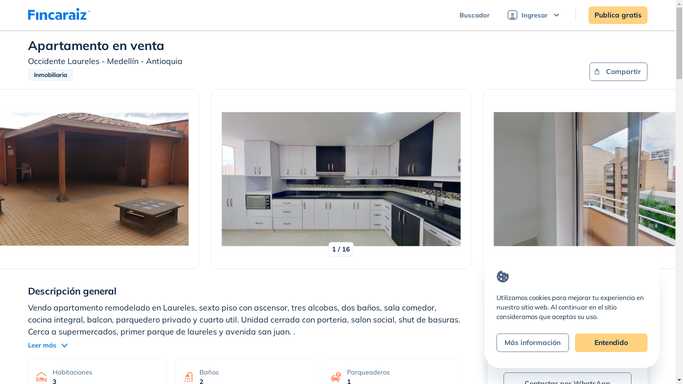 Fincaraiz
Buscador
Ingresar
Publica gratis
Apartamento en venta
Occidente Laureles - Medellín - Antioquia
Inmobiliaria
Compartir
1 / 16
Descripción general
Vendo apartamento remodelado en Laureles, sexto piso con ascensor, tres alcobas, dos baños, sala comedor,
cocina integral, balcon, parquedero privado y cuarto util. Unidad cerrada con porteria, salon social, shut de basuras.
Cerca a supermercados, primer parque de laureles y avenida san juan. .
Leer más
Habitaciones
3
Baños
2
Parqueaderos
1
Utilizamos cookies para mejorar tu experiencia en
nuestro sitio web. Al continuar en el sitio
consideramos que aceptas su uso.
Más información
Entendido
Contactar por WhatsApp